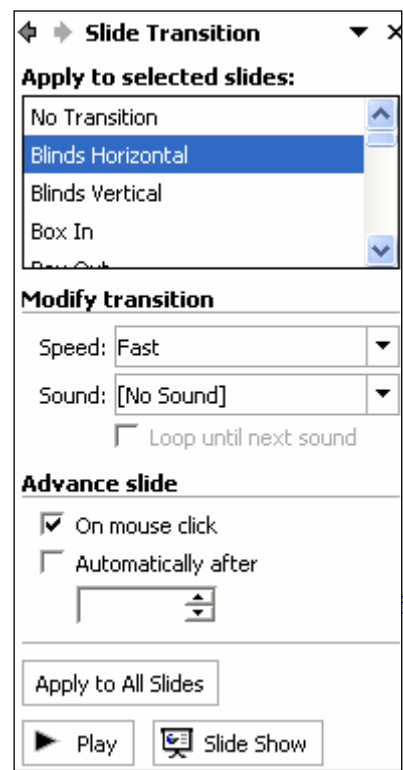 Slide Transition
Apply to selected slides:
No Transition
Blinds Horizontal
Blinds Vertical
Box In
Modify transition
Speed: Fast
Sound: [No Sound]
Loop until next sound
Advance slide
On mouse click
Automatically after
Apply to All Slides
Play Slide Show